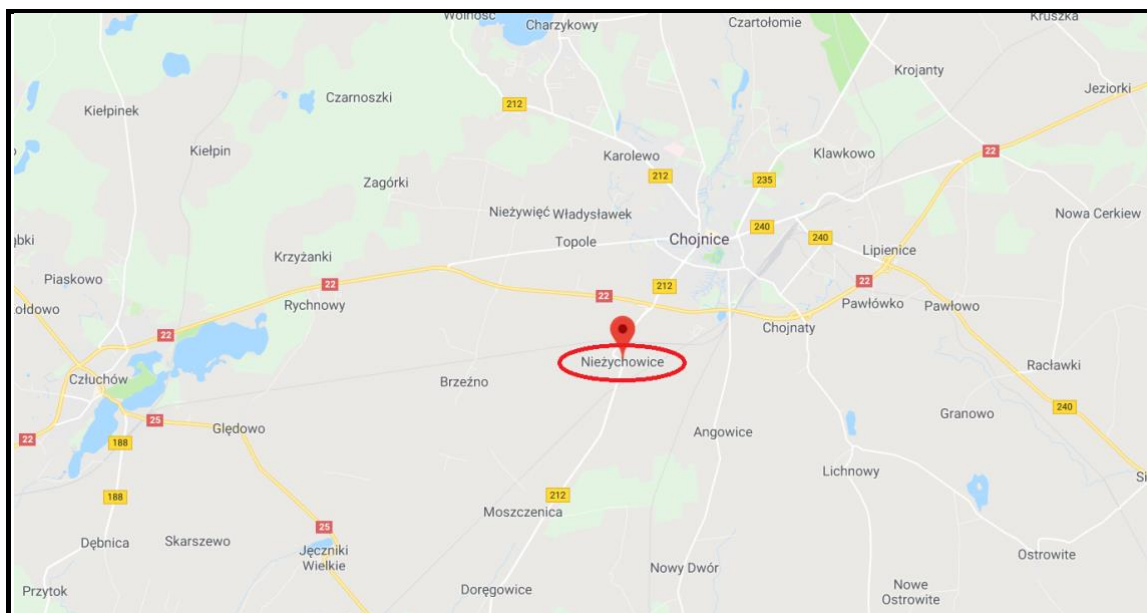 Wolność
Charzykowy
Czartołomie
Kruszka
Krojanty
Jeziorki
Kiełpinek
Czarnoszki
212
Kiełpin
Karolewo
Klawkowo
22
Zagórki
212
235
Nieżywięć Władysławek
Nowa Cerkiew
Topole
Chojnice
240
240
Lipienice
Krzyżanki
Piaskowo
22
Rychnowy
22
212
22
Pawłówko
Pawłowo
Chojnaty
22
Nieżychowice
Racławki
Człuchów
Brzeźno
240
Granowo
25
Ględowo
Angowice
22
188
Lichnowy
188
212
Moszczenica
25
Dębnica
Skarszewo
Jęczniki
Wielkie
Ostrowite
Nowy Dwór
Przytok
Doręgowice
Nowe
Ostrowite